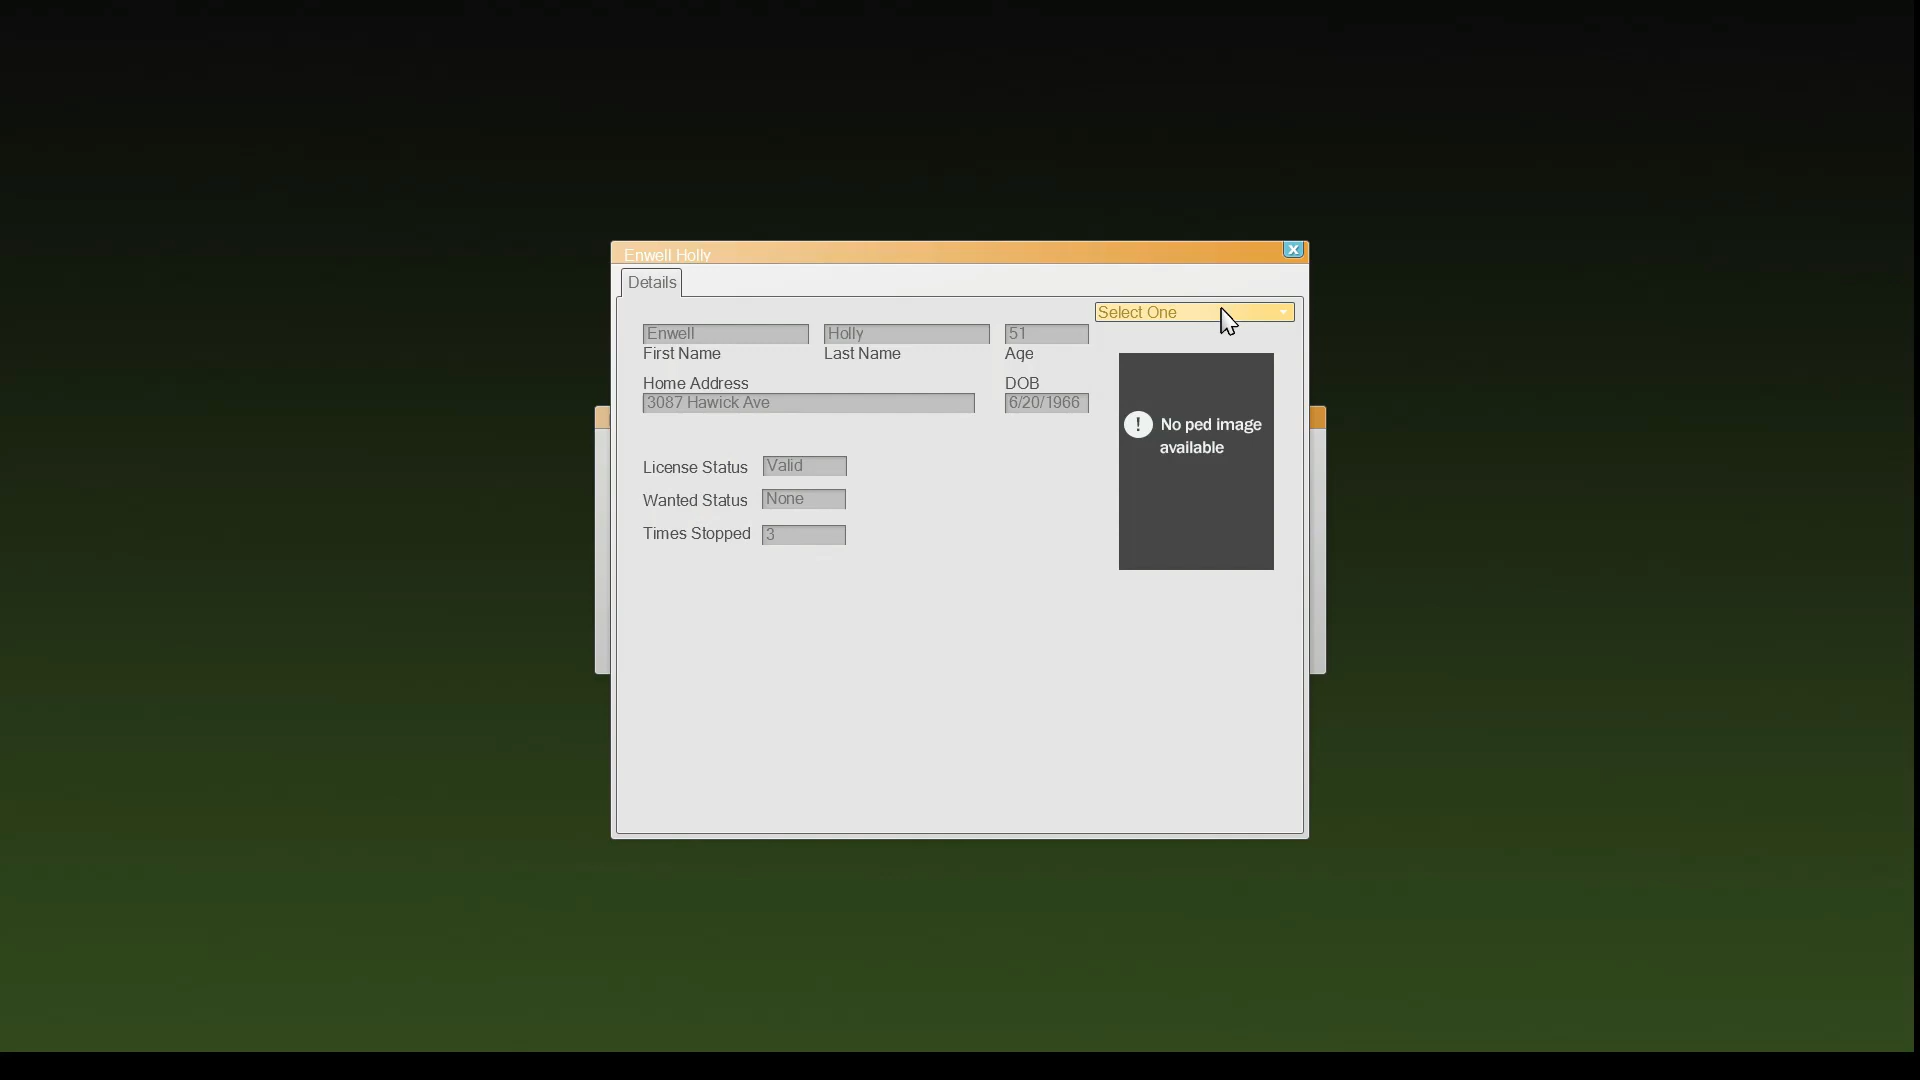 Enwell Holly
Details
Select One
Enwell
Holly
51
First Name
Last Name
Age
Home Address
DOB
3087 Hawick Ave
6/20/1966
! No ped image
available
License Status
Valid
Wanted Status
None
Times Stopped
3